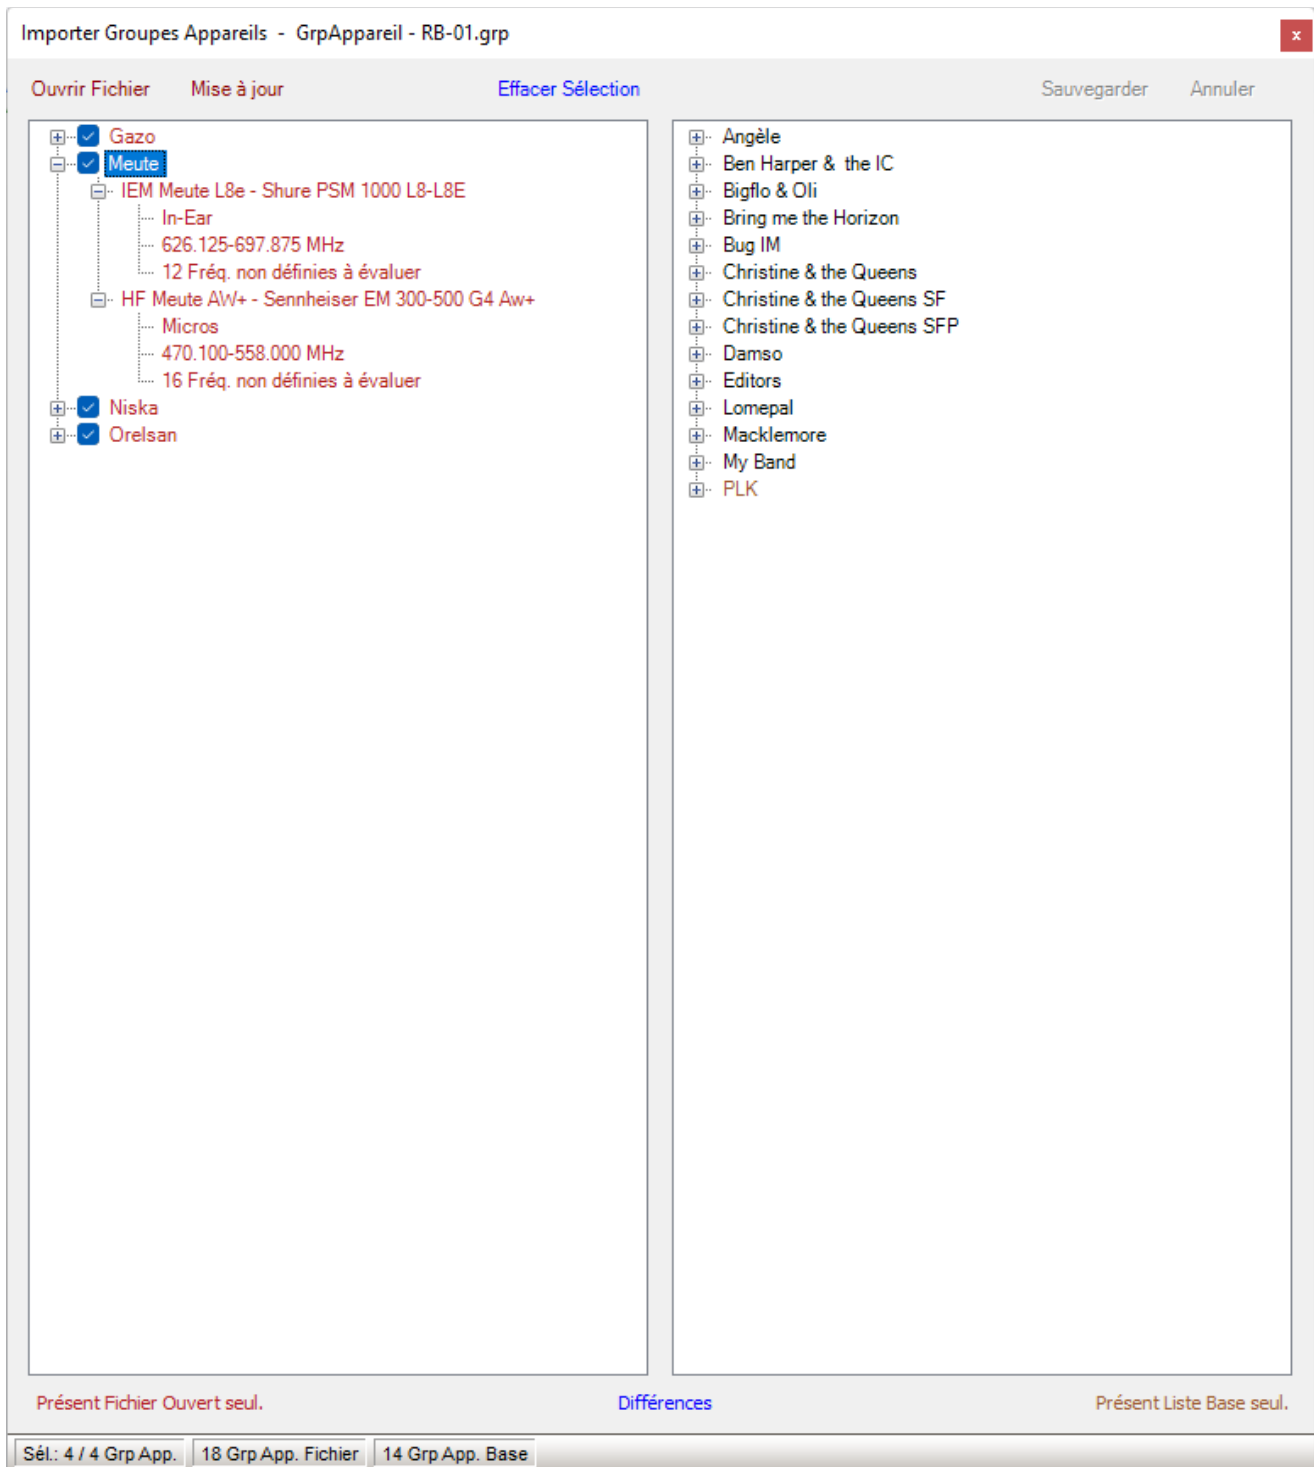 Importer Groupes Appareils - GrpAppareil - RB-01.grp
x
Ouvrir Fichier Mise à jour Effacer Sélection Sauvegarder Annuler
Gazo
Meute
IEM Meute L8e - Shure PSM 1000 L8-L8E
In-Ear
626.125-697.875 MHz
12 Fréq. non définies à évaluer
HF Meute AW+ - Sennheiser EM 300-500 G4 Aw+
Micros
470.100-558.000 MHz
16 Fréq. non définies à évaluer
Niska
Orelsan
Angèle
Ben Harper & the IC
Bigflo & Oli
Bring me the Horizon
Bug IM
Christine & the Queens
Christine & the Queens SF
Christine & the Queens SFP
Damso
Editors
Lomepal
Macklemore
My Band
PLK
Présent Fichier Ouvert seul. Différences Présent Liste Base seul.
Sél.: 4 / 4 Grp App. 18 Grp App. Fichier 14 Grp App. Base